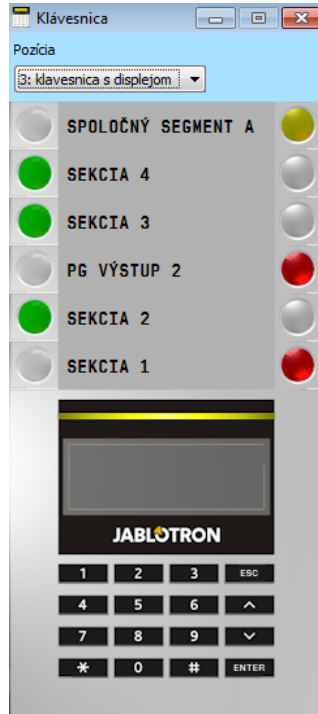 Klávesnica
Pozícia
3: klavesnica s displejom
SPOLOČNÝ SEGMENT A
SEKCIA 4
SEKCIA 3
PG VÝSTUP 2
SEKCIA 2
SEKCIA 1
JABLOTRON
1 2 3 ESC
4 5 6
7 8 9
* 0 # ENTER